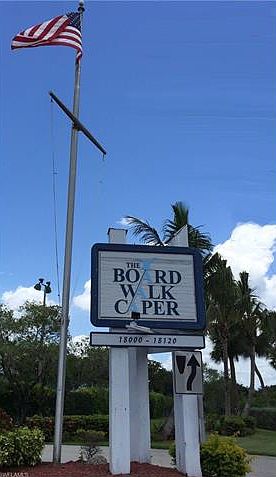 THE
BOARD
WALK
CAPER
18000 - 18120